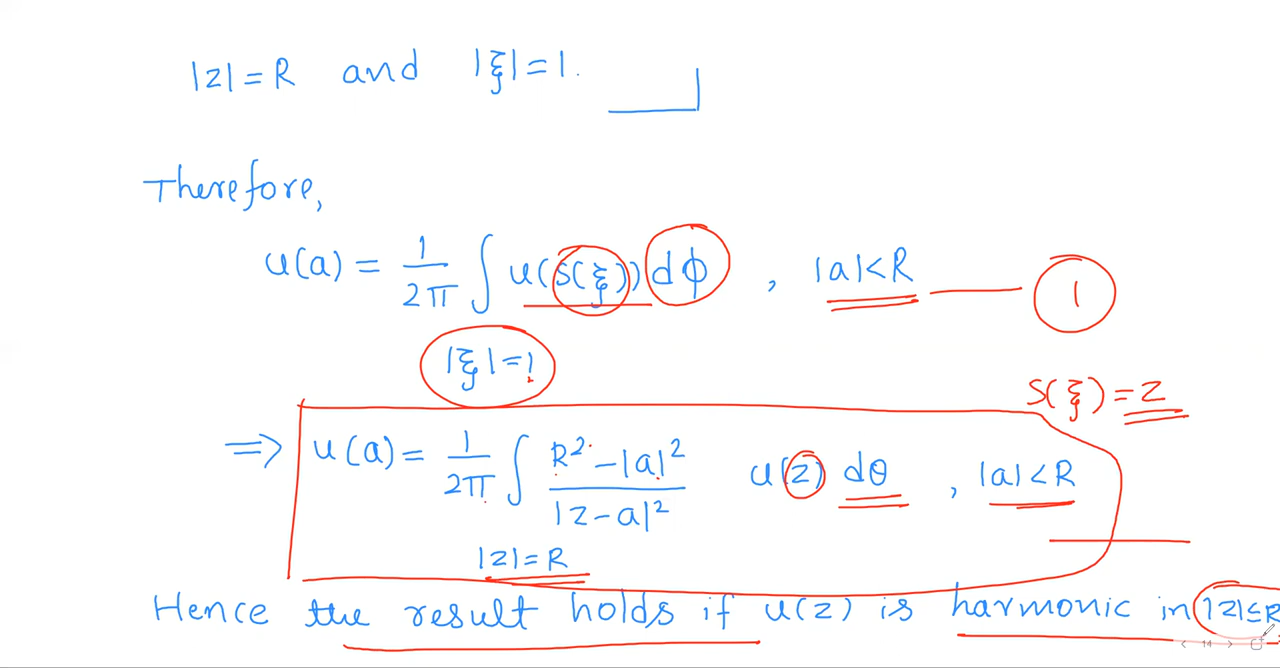 |z| = R and |ξ| = 1.
Therefore,
u(a) = 1/2π ∫ u(S(ξ)) dϕ , |a| < R — 1
|ξ| = 1
S(ξ) = z
⇒ u(a) = 1/2π ∫ R² - |a|² / |z - a|² u(z) dθ , |a| < R
|z| = R
Hence the result holds if u(z) is harmonic in |z| ≤ R
14